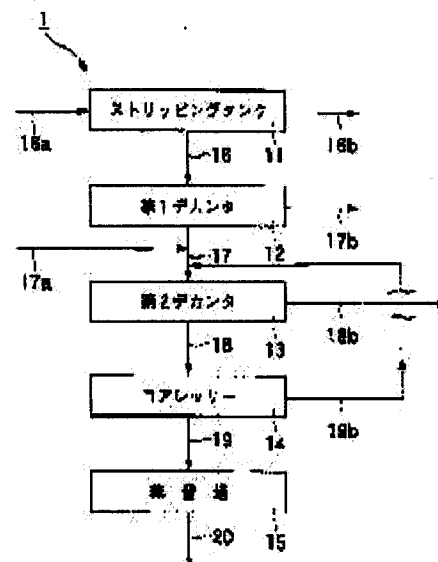 1
ストリッピングタンク
16a
16
11
16b
第1デカンタ
17
12
17b
17a
第2デカンタ
18
13
18b
コアレッサー
19
14
19b
蒸留塔
20
15